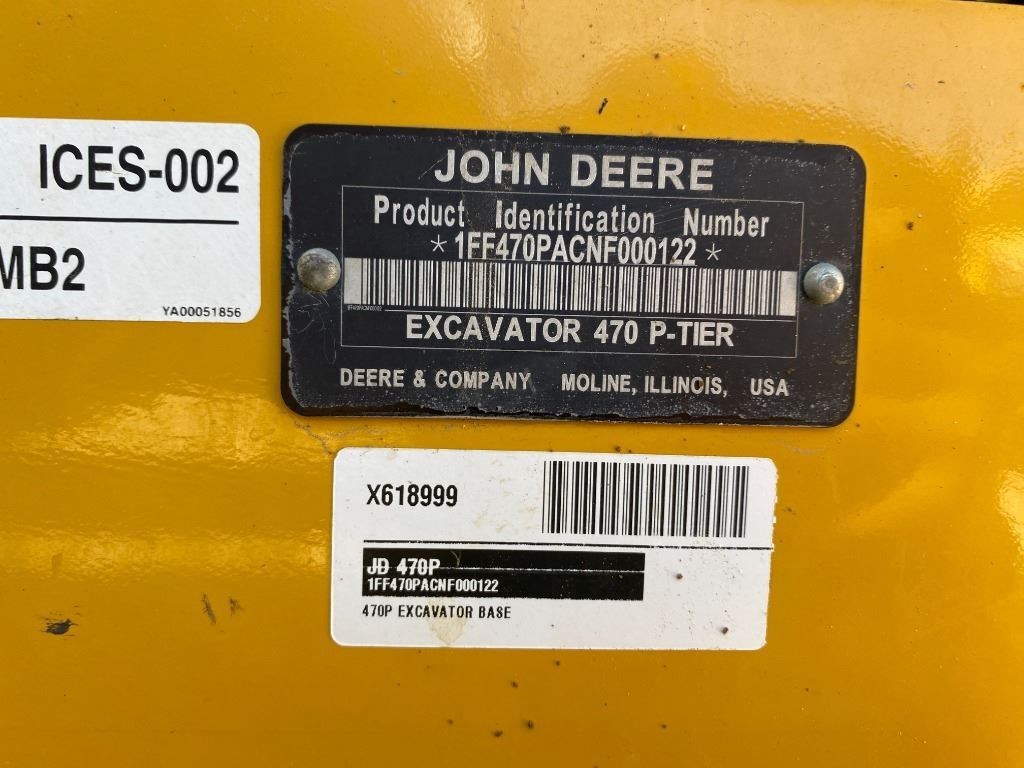 ICES-002
MB2
YA00051856
JOHN DEERE
Product Identification Number
*1FF470PACNF000122*
EXCAVATOR 470 P-TIER
DEERE & COMPANY MOLINE, ILLINOIS, USA
X618999
JD 470P
1FF470PACNF000122
470P EXCAVATOR BASE